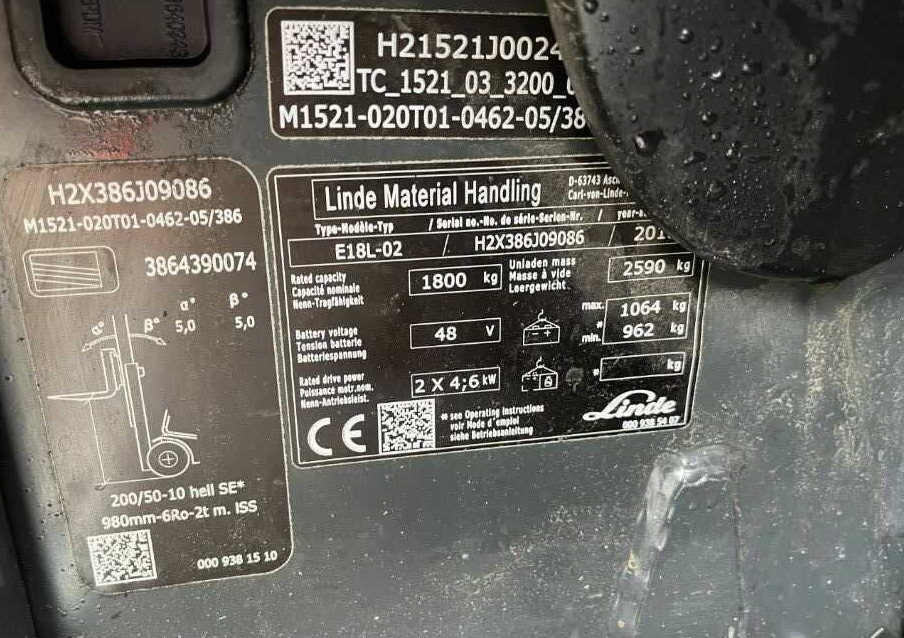 H21521J0024
TC_1521_03_3200_
M1521-020T01-0462-05/38
H2X386J09086
M1521-020T01-0462-05/386
3864390074
α° β°
α° β° 5,0 5,0
200/50-10 hell SE*
980mm-6Ro-2t m. ISS
000 938 15 10
Linde Material Handling
D-63743
Carl-von-Linde-
Type-Modèle-Typ / Serial no.-No. de série-Serien-Nr. /
E18L-02 / H2X386J09086 / 201
Rated capacity
Capacité nominale
Nenn-Tragfähigkeit
1800 kg
Unladen mass
Masse à vide
Leergewicht
2590 kg
Battery voltage
Tension batterie
Batteriespannung
48 V
max. 1064 kg
*
min. 962 kg
Rated drive power
Puissance motr.nom.
Nenn-Antriebsleist.
2 X 4;6 kW
* kg
CE
* see Operating Instructions
voir Mode d'emploi
siehe Betriebsanleitung
Linde
000 938 54 07